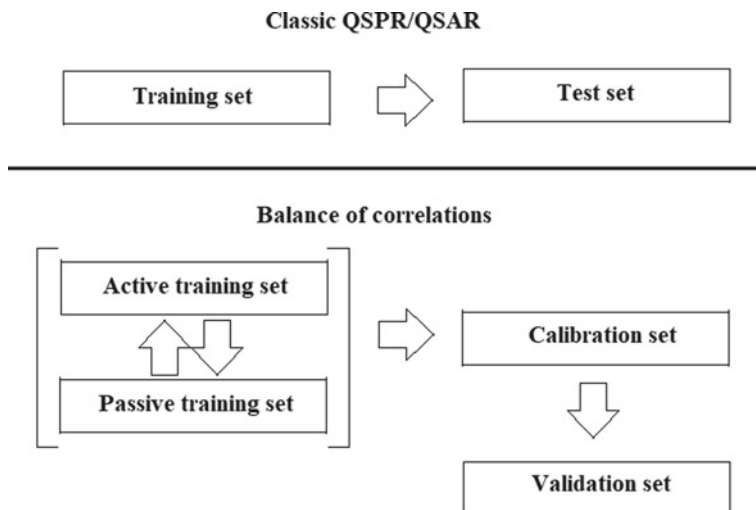 Classic QSPR/QSAR
Training set
Test set
Balance of correlations
Active training set
Passive training set
Calibration set
Validation set